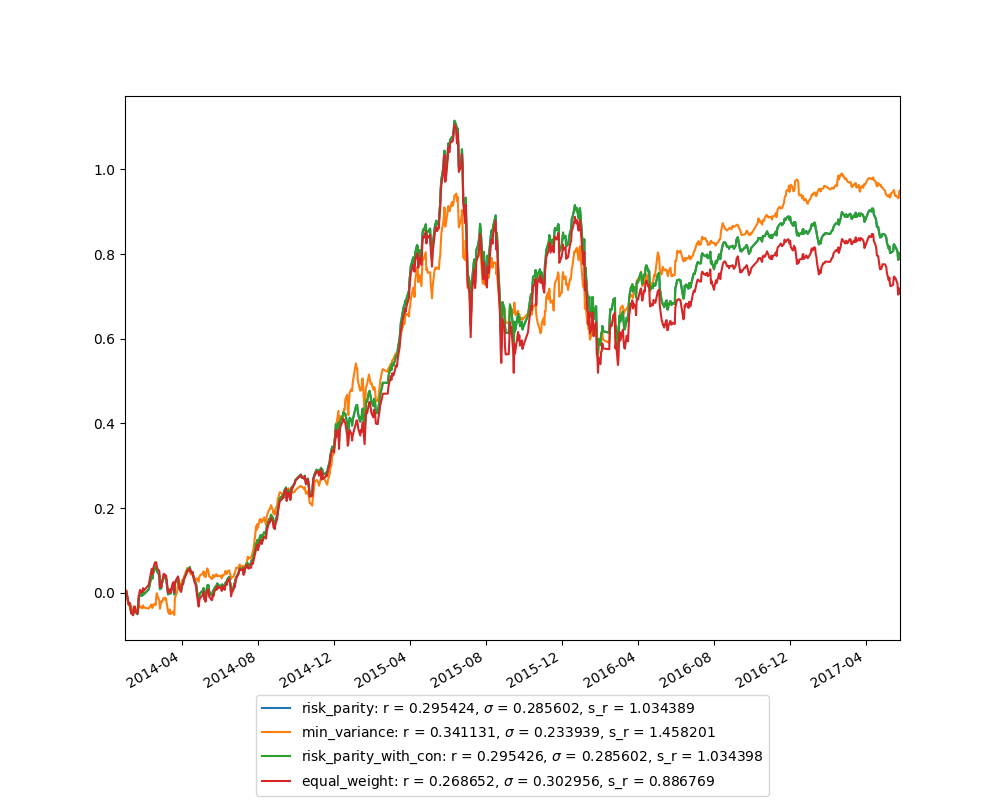 1.0
0.8
0.6
0.4
0.2
0.0
2014-04 2014-08 2014-12 2015-04 2015-08 2015-12 2016-04 2016-08 2016-12 2017-04
risk_parity: r = 0.295424, σ = 0.285602, s_r = 1.034389
min_variance: r = 0.341131, σ = 0.233939, s_r = 1.458201
risk_parity_with_con: r = 0.295426, σ = 0.285602, s_r = 1.034398
equal_weight: r = 0.268652, σ = 0.302956, s_r = 0.886769